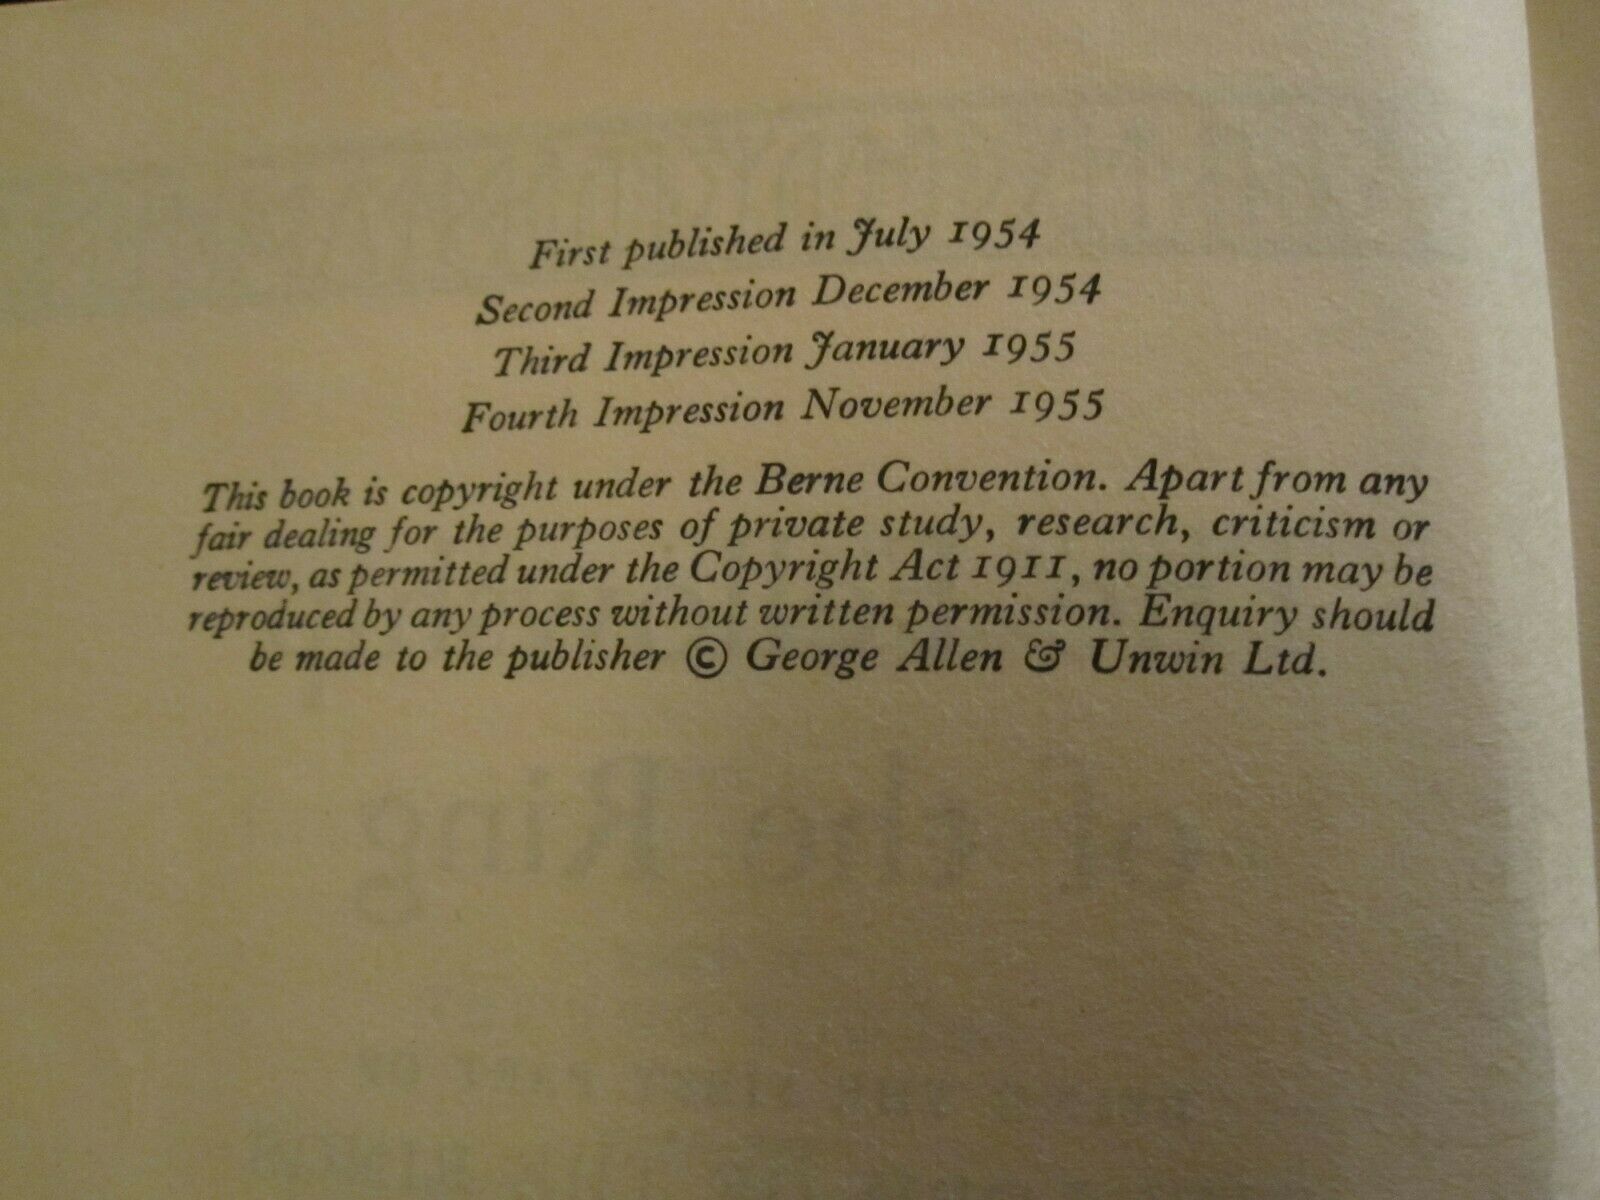 First published in July 1954
Second Impression December 1954
Third Impression January 1955
Fourth Impression November 1955
This book is copyright under the Berne Convention. Apart from any
fair dealing for the purposes of private study, research, criticism or
review, as permitted under the Copyright Act 1911, no portion may be
reproduced by any process without written permission. Enquiry should
be made to the publisher © George Allen & Unwin Ltd.
the Ring